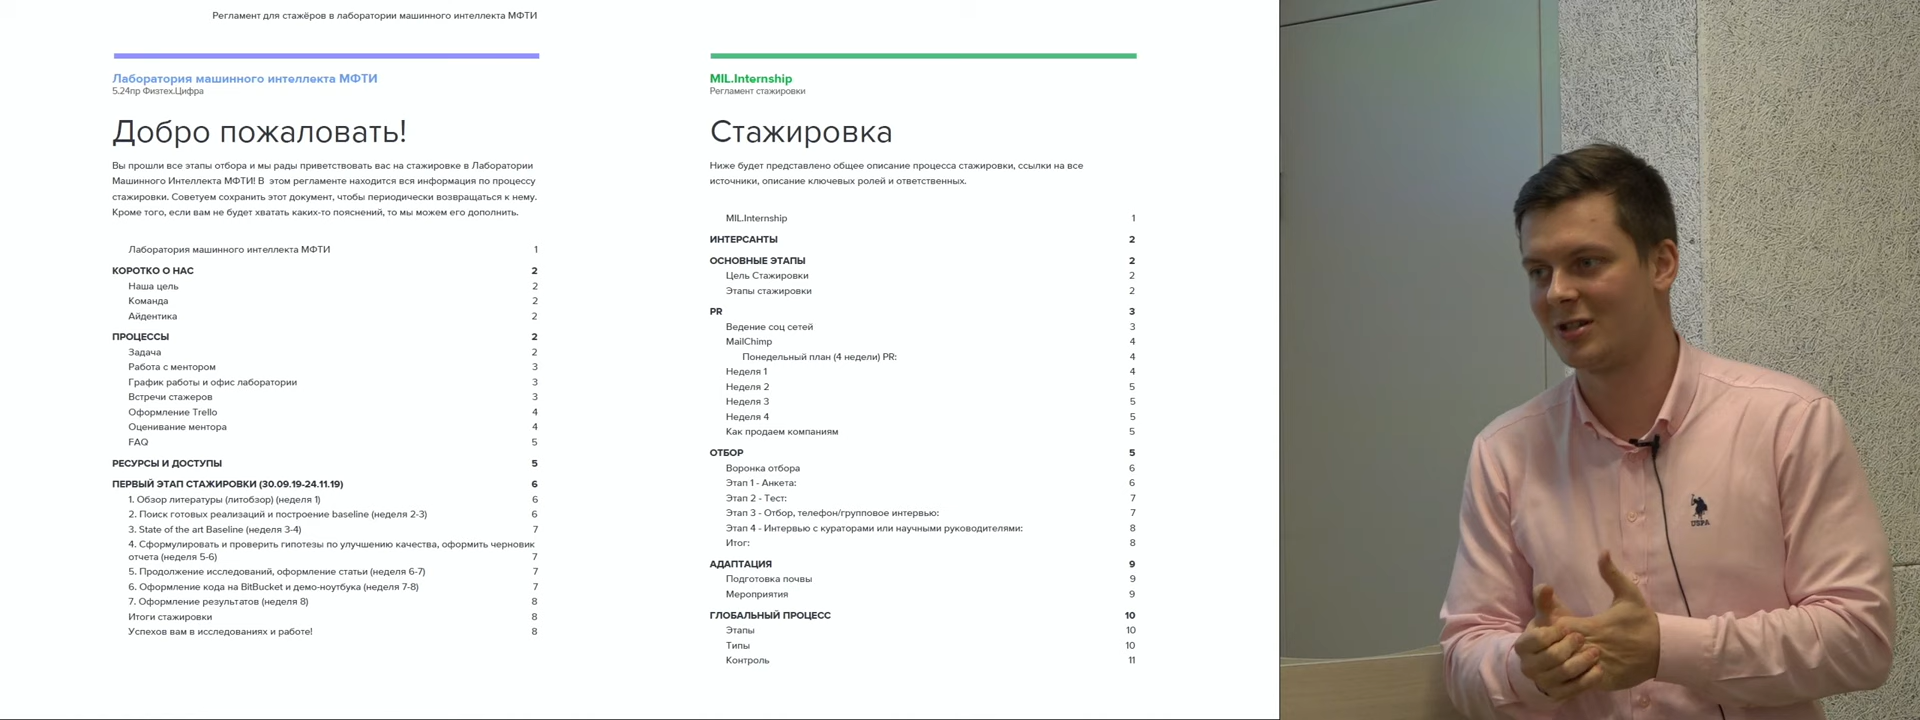 Регламент для стажёров в лаборатории машинного интеллекта МФТИ
Лаборатория машинного интеллекта МФТИ
5.24пр Физтех.Цифра
Добро пожаловать!
Вы прошли все этапы отбора и мы рады приветствовать вас на стажировке в Лаборатории
Машинного Интеллекта МФТИ! В этом регламенте находится вся информация по процессу
стажировки. Советуем сохранить этот документ, чтобы периодически возвращаться к нему.
Кроме того, если вам не будет хватать каких-то пояснений, то мы можем его дополнить.
Лаборатория машинного интеллекта МФТИ 1
КОРОТКО О НАС 2
Наша цель 2
Команда 2
Айдентика 2
ПРОЦЕССЫ 2
Задача 2
Работа с ментором 3
График работы и офис лаборатории 3
Встречи стажеров 3
Оформление Trello 4
Оценивание ментора 4
FAQ 5
РЕСУРСЫ И ДОСТУПЫ 5
ПЕРВЫЙ ЭТАП СТАЖИРОВКИ (30.09.19-24.11.19) 6
1. Обзор литературы (литобзор) (неделя 1) 6
2. Поиск готовых реализаций и построение baseline (неделя 2-3) 6
3. State of the art Baseline (неделя 3-4) 7
4. Сформулировать и проверить гипотезы по улучшению качества, оформить черновик
отчета (неделя 5-6) 7
5. Продолжение исследований, оформление статьи (неделя 6-7) 7
6. Оформление кода на BitBucket и демо-ноутбука (неделя 7-8) 7
7. Оформление результатов (неделя 8) 8
Итоги стажировки 8
Успехов вам в исследованиях и работе! 8
MIL.Internship
Регламент стажировки
Стажировка
Ниже будет представлено общее описание процесса стажировки, ссылки на все
источники, описание ключевых ролей и ответственных.
MIL.Internship 1
ИНТЕРСАНТЫ 2
ОСНОВНЫЕ ЭТАПЫ 2
Цель Стажировки 2
Этапы стажировки 2
PR 3
Ведение соц сетей 3
MailChimp 4
Понедельный план (4 недели) PR: 4
Неделя 1 4
Неделя 2 5
Неделя 3 5
Неделя 4 5
Как продаем компаниям 5
ОТБОР 5
Воронка отбора 6
Этап 1 - Анкета: 6
Этап 2 - Тест: 7
Этап 3 - Отбор, телефон/групповое интервью: 7
Этап 4 - Интервью с кураторами или научными руководителями: 8
Итог: 8
АДАПТАЦИЯ 9
Подготовка почвы 9
Мероприятия 9
ГЛОБАЛЬНЫЙ ПРОЦЕСС 10
Этапы 10
Типы 10
Контроль 11
USPA